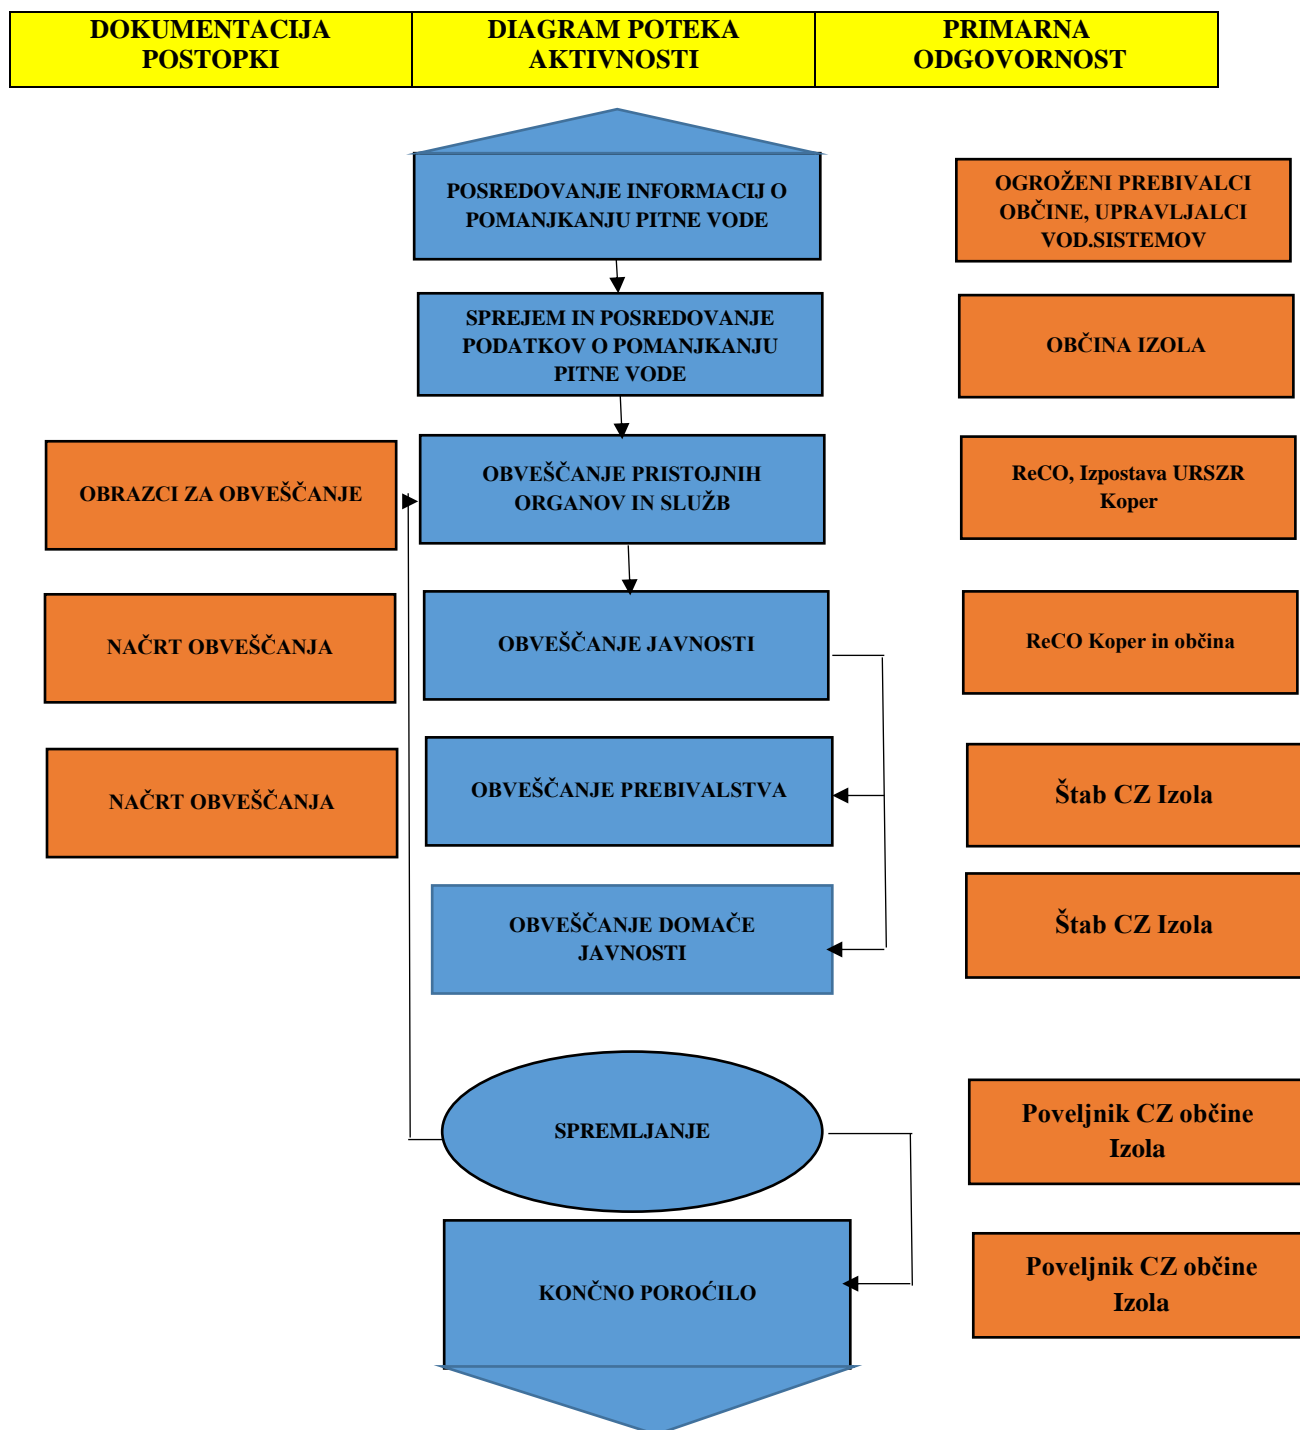 DOKUMENTACIJA
POSTOPKI
DIAGRAM POTEKA
AKTIVNOSTI
PRIMARNA
ODGOVORNOST
POSREDOVANJE INFORMACIJ O
POMANJKANJU PITNE VODE
OGROŽENI PREBIVALCI
OBČINE, UPRAVLJALCI
VOD.SISTEMOV
SPREJEM IN POSREDOVANJE
PODATKOV O POMANJKANJU
PITNE VODE
OBČINA IZOLA
OBRAZCI ZA OBVEŠČANJE
OBVEŠČANJE PRISTOJNIH
ORGANOV IN SLUŽB
ReCO, Izpostava URSZR
Koper
NAČRT OBVEŠČANJA
OBVEŠČANJE JAVNOSTI
ReCO Koper in občina
NAČRT OBVEŠČANJA
OBVEŠČANJE PREBIVALSTVA
Štab CZ Izola
OBVEŠČANJE DOMAČE
JAVNOSTI
Štab CZ Izola
SPREMLJANJE
Poveljnik CZ občine
Izola
KONČNO POROĆILO
Poveljnik CZ občine
Izola